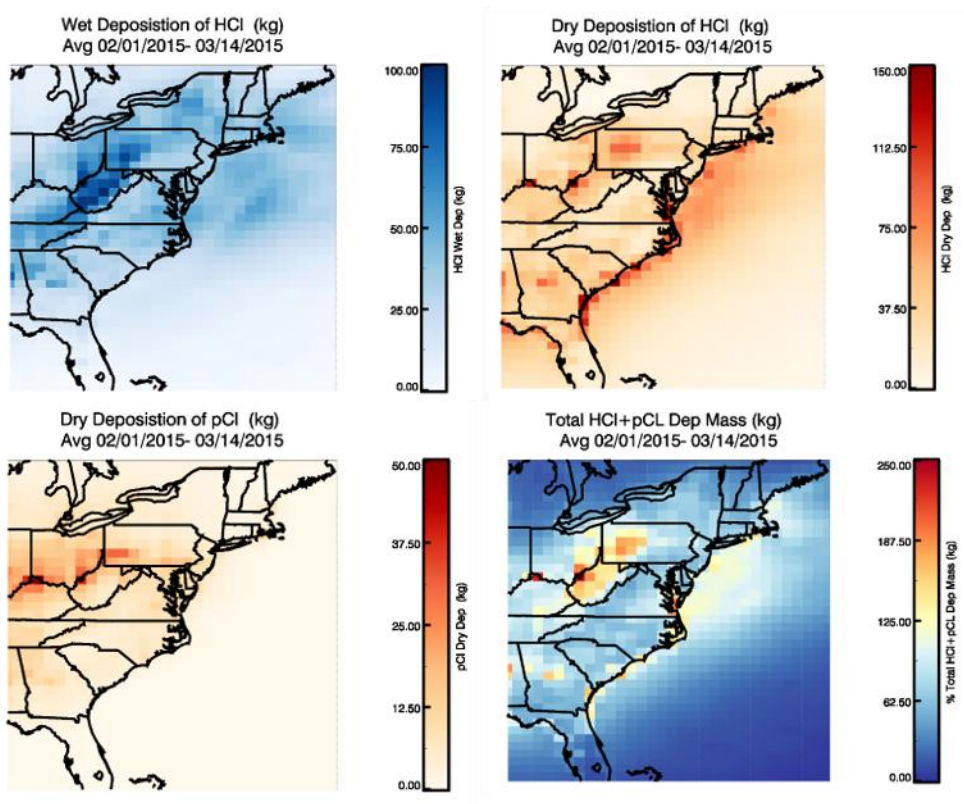 Wet Deposistion of HCl (kg)
Avg 02/01/2015- 03/14/2015
100.00
75.00
50.00
25.00
0.00
HCl Wet Dep (kg)
Dry Deposistion of HCl (kg)
Avg 02/01/2015- 03/14/2015
150.00
112.50
75.00
37.50
0.00
HCl Dry Dep (kg)
Dry Deposistion of pCl (kg)
Avg 02/01/2015- 03/14/2015
50.00
37.50
25.00
12.50
0.00
pCl Dry Dep (kg)
Total HCl+pCL Dep Mass (kg)
Avg 02/01/2015- 03/14/2015
250.00
187.50
125.00
62.50
0.00
% Total HCl+pCL Dep Mass (kg)